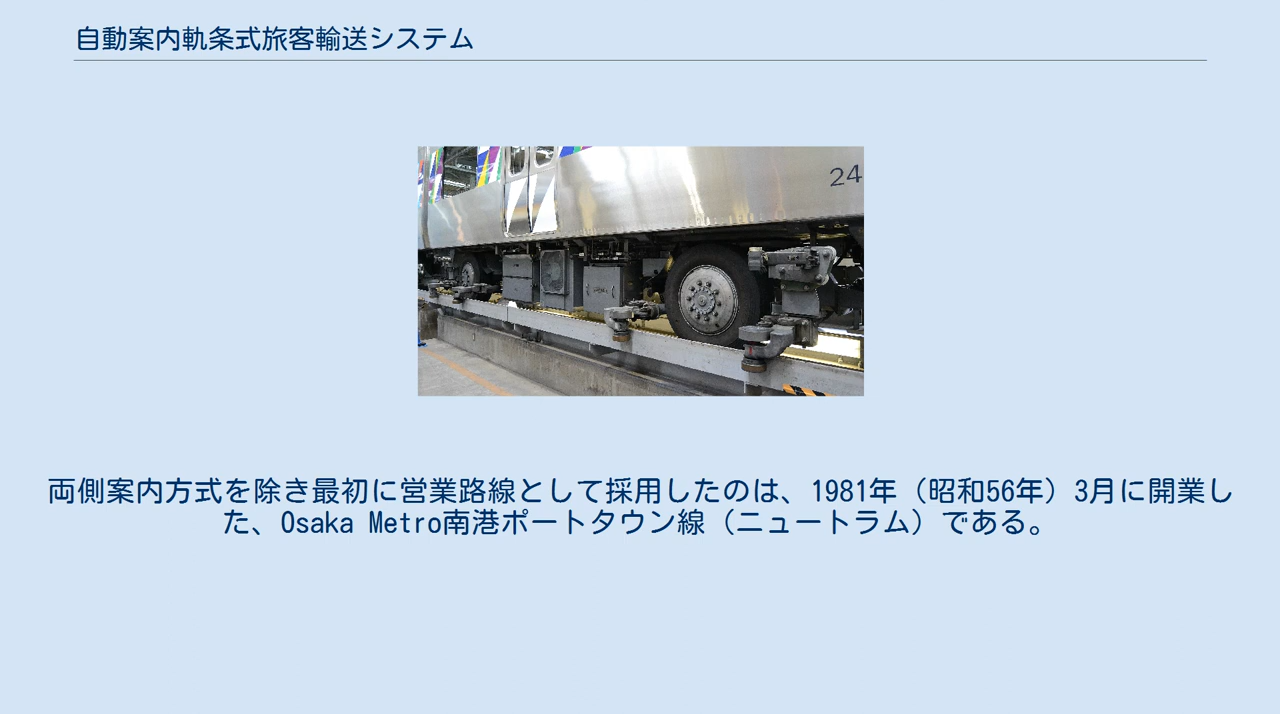 自動案内軌条式旅客輸送システム
24
両側案内方式を除き最初に営業路線として採用したのは、1981年（昭和56年）3月に開業し
た、Osaka Metro南港ポートタウン線（ニュートラム）である。